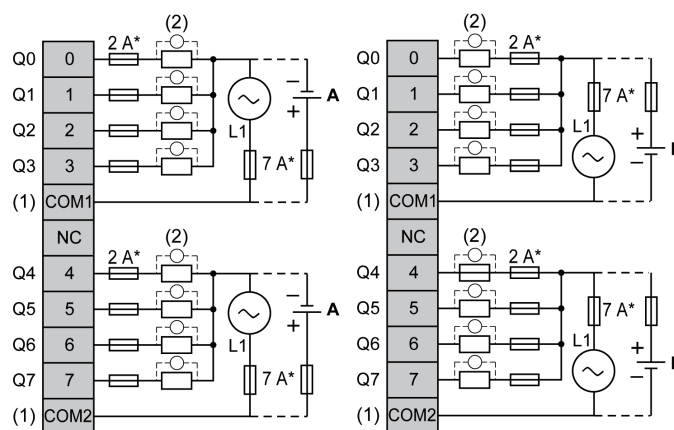 (2)
Q0 0 2 A*
Q1 1 − A
Q2 2 +
L1
Q3 3 7 A*
(1) COM1
NC
(2)
Q4 4 2 A*
Q5 5 − A
Q6 6 +
L1
Q7 7 7 A*
(1) COM2
(2)
Q0 0 2 A*
Q1 1 7 A*
Q2 2 +
L1
Q3 3 −
(1) COM1
NC
(2)
Q4 4 2 A*
Q5 5 7 A*
Q6 6 +
L1
Q7 7 −
(1) COM2